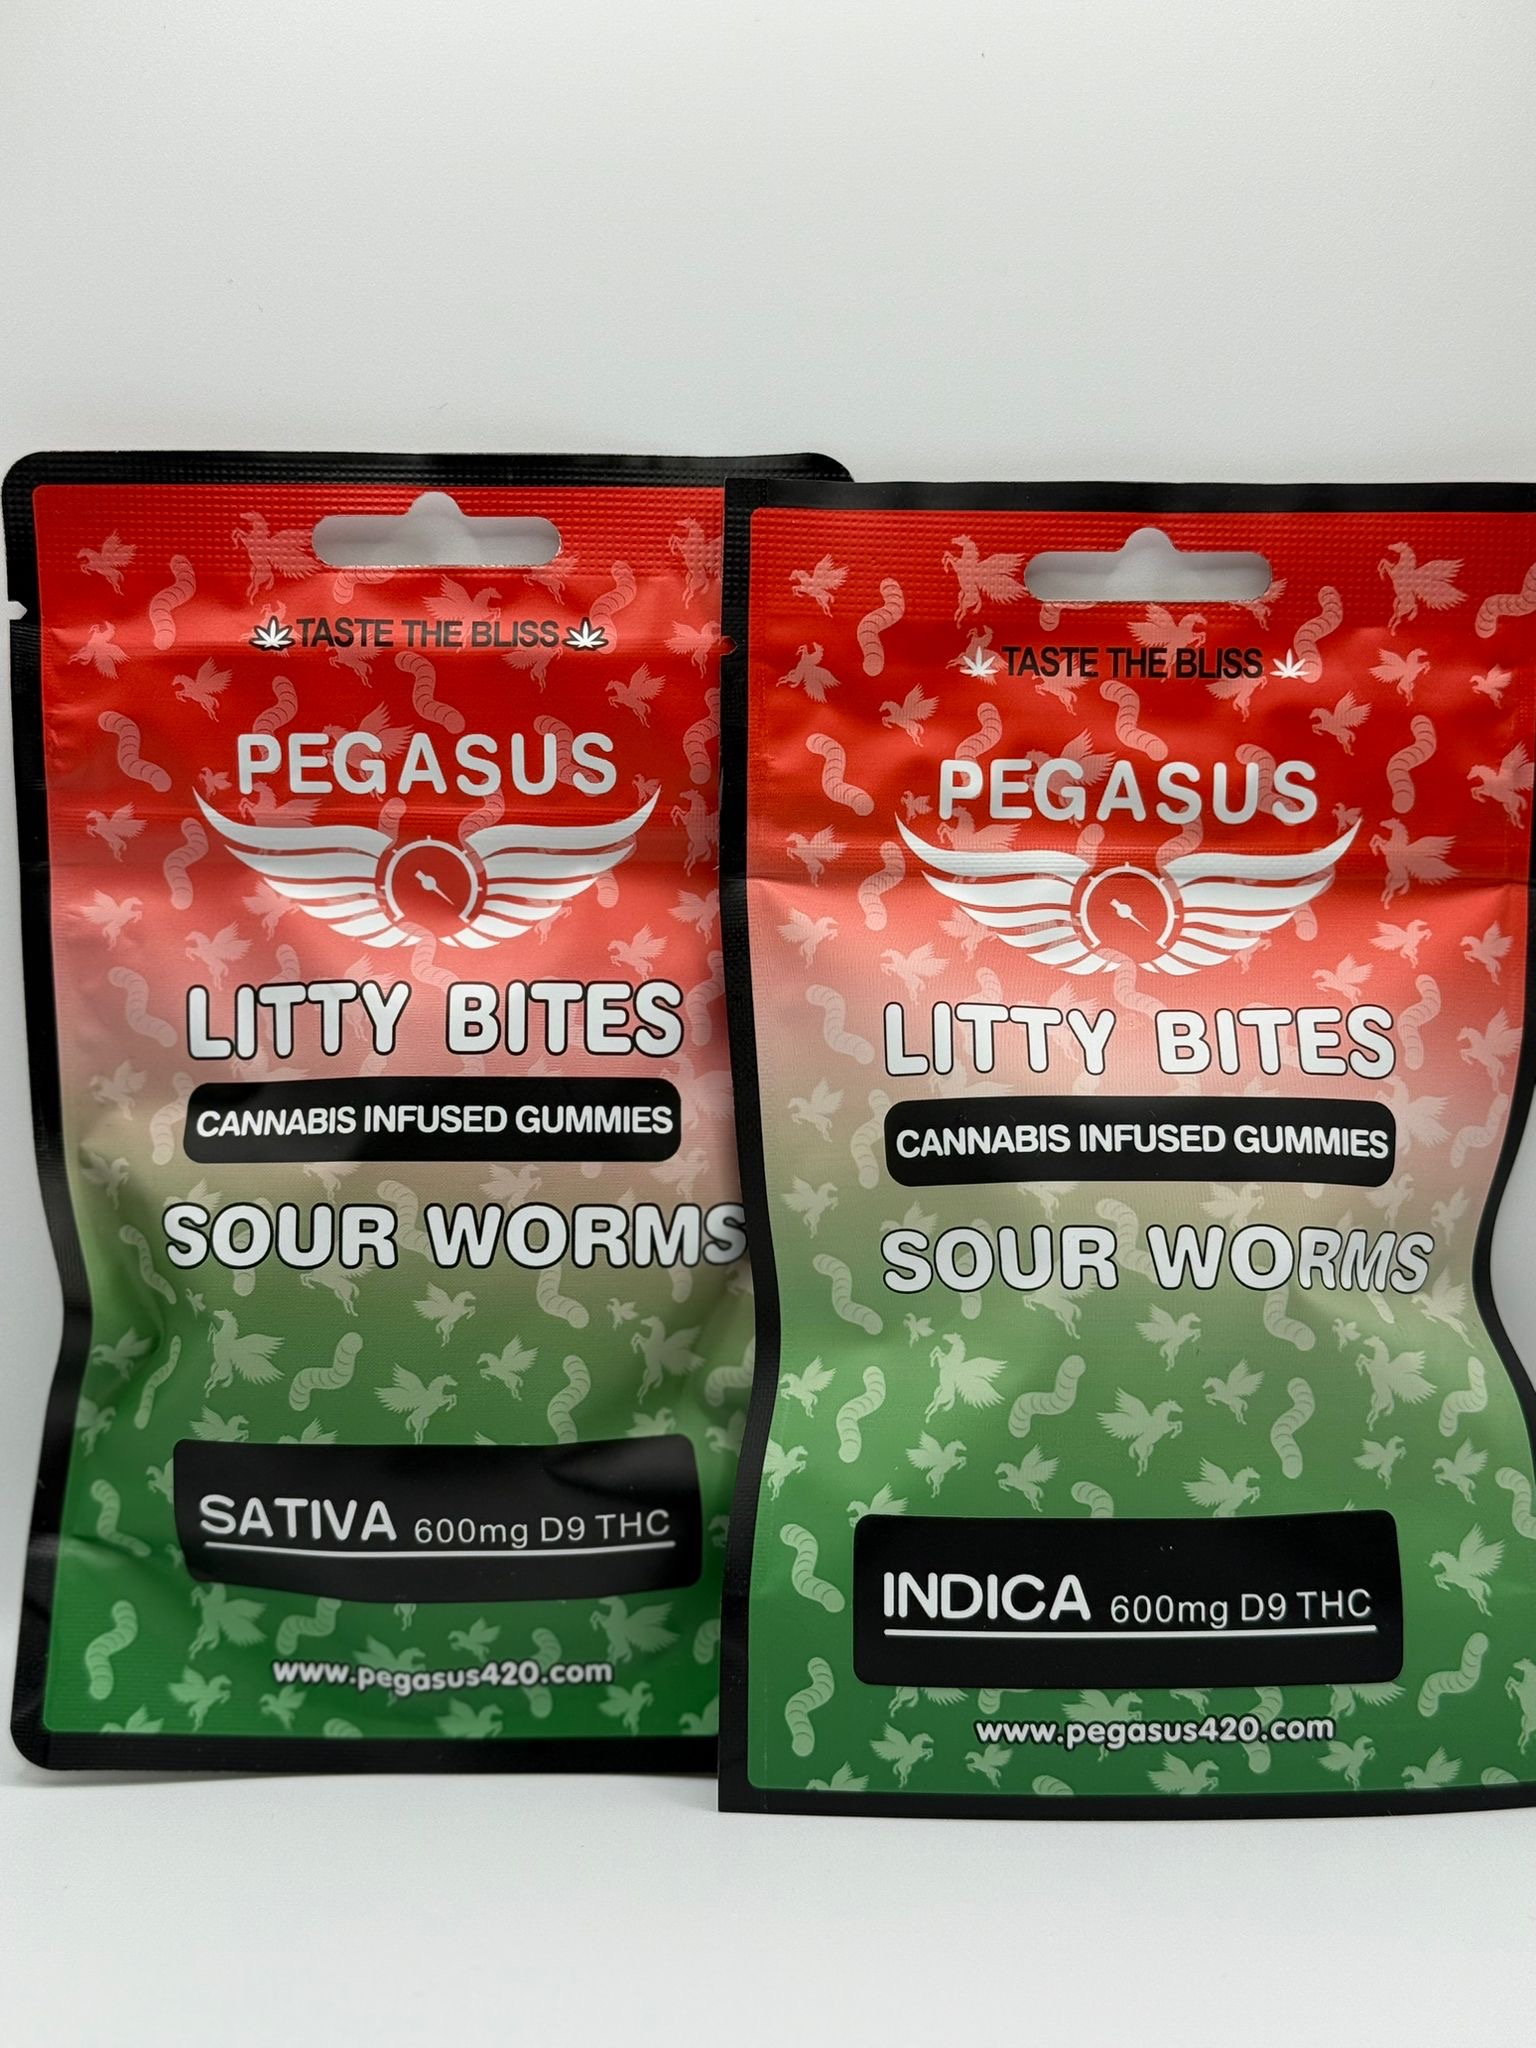 TASTE THE BLISS
PEGASUS
LITTY BITES
CANNABIS INFUSED GUMMIES
SOUR WORMS
SATIVA 600mg D9 THC
www.pegasus420.com
TASTE THE BLISS
PEGASUS
LITTY BITES
CANNABIS INFUSED GUMMIES
SOUR WORMS
INDICA 600mg D9 THC
www.pegasus420.com